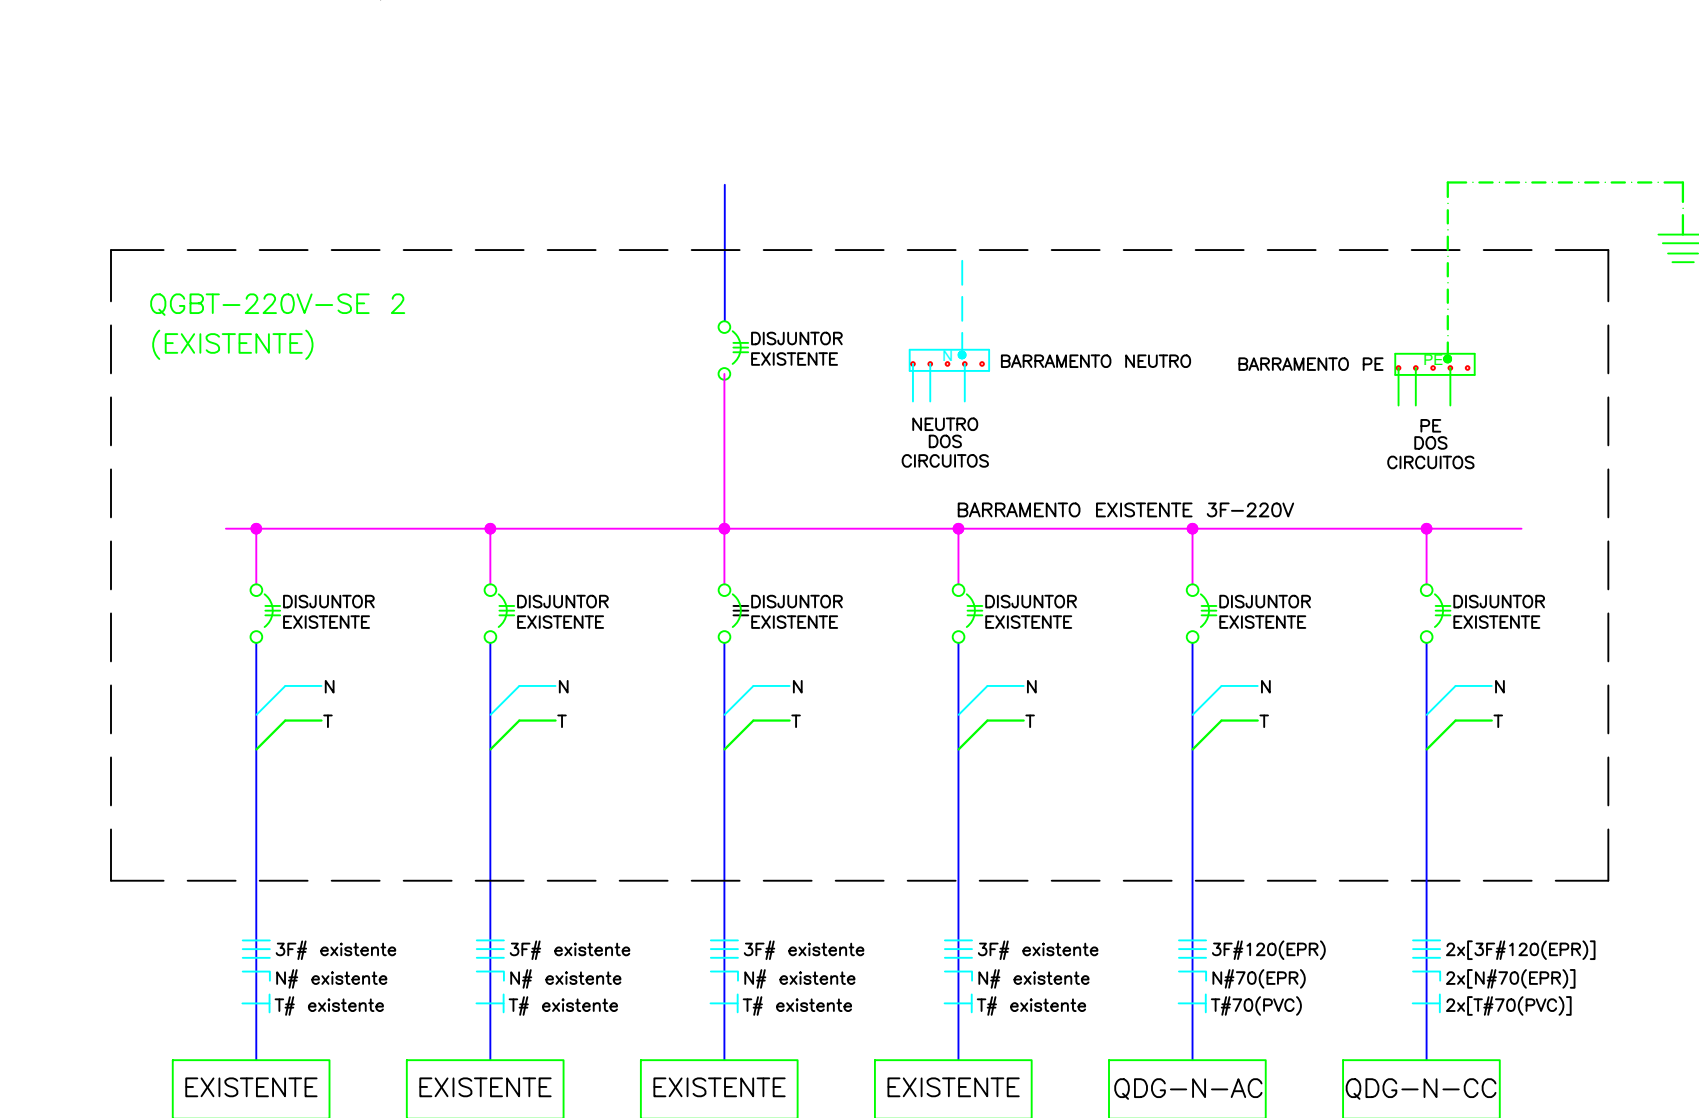 QGBT-220V-SE 2
(EXISTENTE)
DISJUNTOR
EXISTENTE
N
BARRAMENTO NEUTRO
NEUTRO
DOS
CIRCUITOS
BARRAMENTO PE
PE
PE
DOS
CIRCUITOS
BARRAMENTO EXISTENTE 3F-220V
DISJUNTOR
EXISTENTE
DISJUNTOR
EXISTENTE
DISJUNTOR
EXISTENTE
DISJUNTOR
EXISTENTE
DISJUNTOR
EXISTENTE
DISJUNTOR
EXISTENTE
N
T
N
T
N
T
N
T
N
T
N
T
3F# existente
N# existente
T# existente
3F# existente
N# existente
T# existente
3F# existente
N# existente
T# existente
3F# existente
N# existente
T# existente
3F#120(EPR)
N#70(EPR)
T#70(PVC)
2x[3F#120(EPR)]
2x[N#70(EPR)]
2x[T#70(PVC)]
EXISTENTE
EXISTENTE
EXISTENTE
EXISTENTE
QDG-N-AC
QDG-N-CC